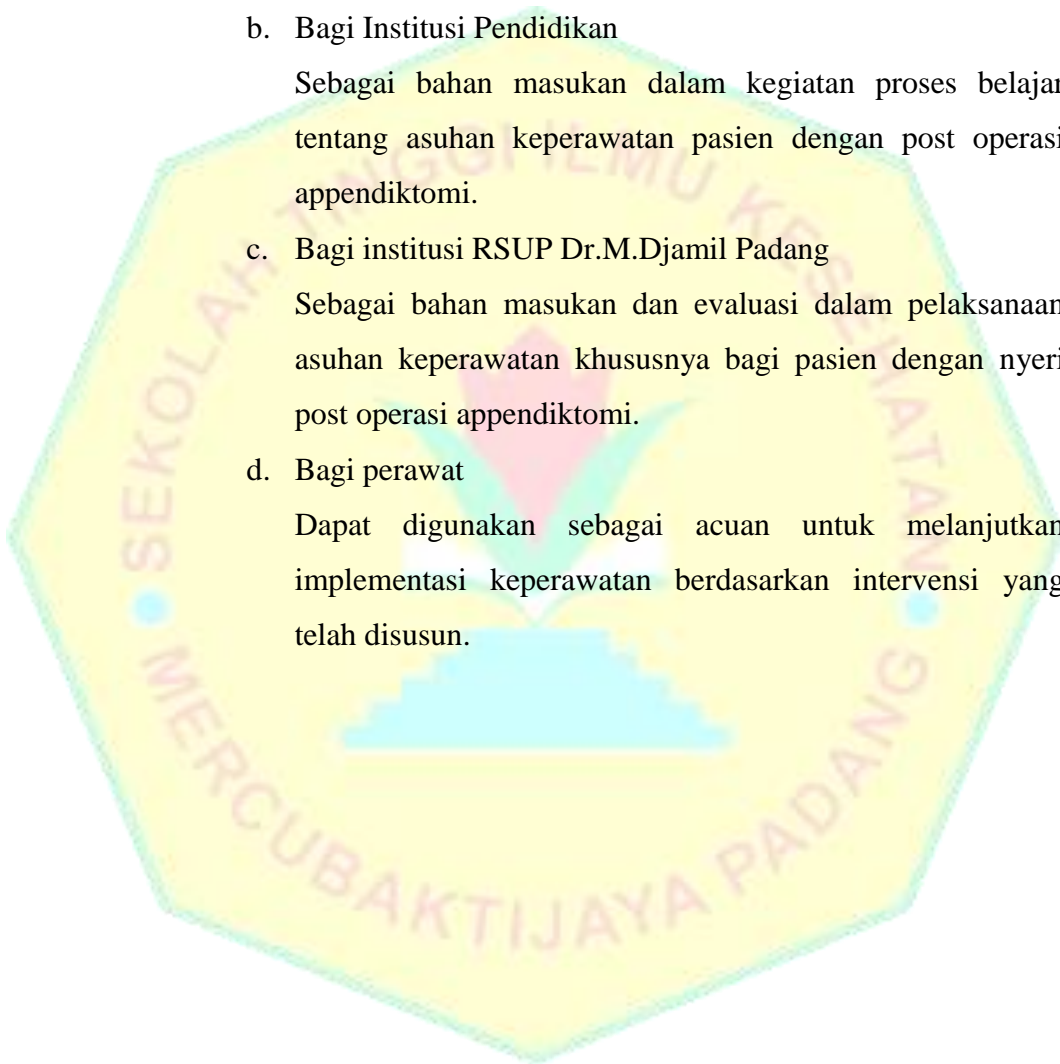 b. Bagi Institusi Pendidikan
Sebagai bahan masukan dalam kegiatan proses belajar
tentang asuhan keperawatan pasien dengan post operasi
appendiktomi.
c. Bagi institusi RSUP Dr.M.Djamil Padang
Sebagai bahan masukan dan evaluasi dalam pelaksanaan
asuhan keperawatan khususnya bagi pasien dengan nyeri
post operasi appendiktomi.
d. Bagi perawat
Dapat digunakan sebagai acuan untuk melanjutkan
implementasi keperawatan berdasarkan intervensi yang
telah disusun.
SEKOLAH TINGGI ILMU KESEHATAN
MERCUBAKTIJAYA PADANG